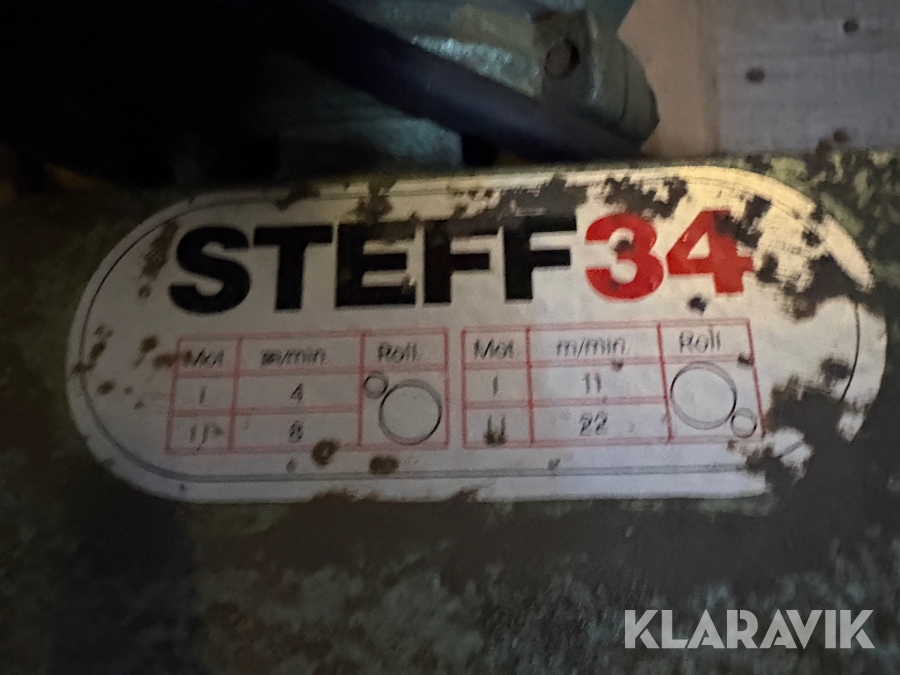 STEFF34
Mot. m/min. Roll. Mot. m/min. Roll.
I 4 I 11
II 8 II 22
KLARAVIK